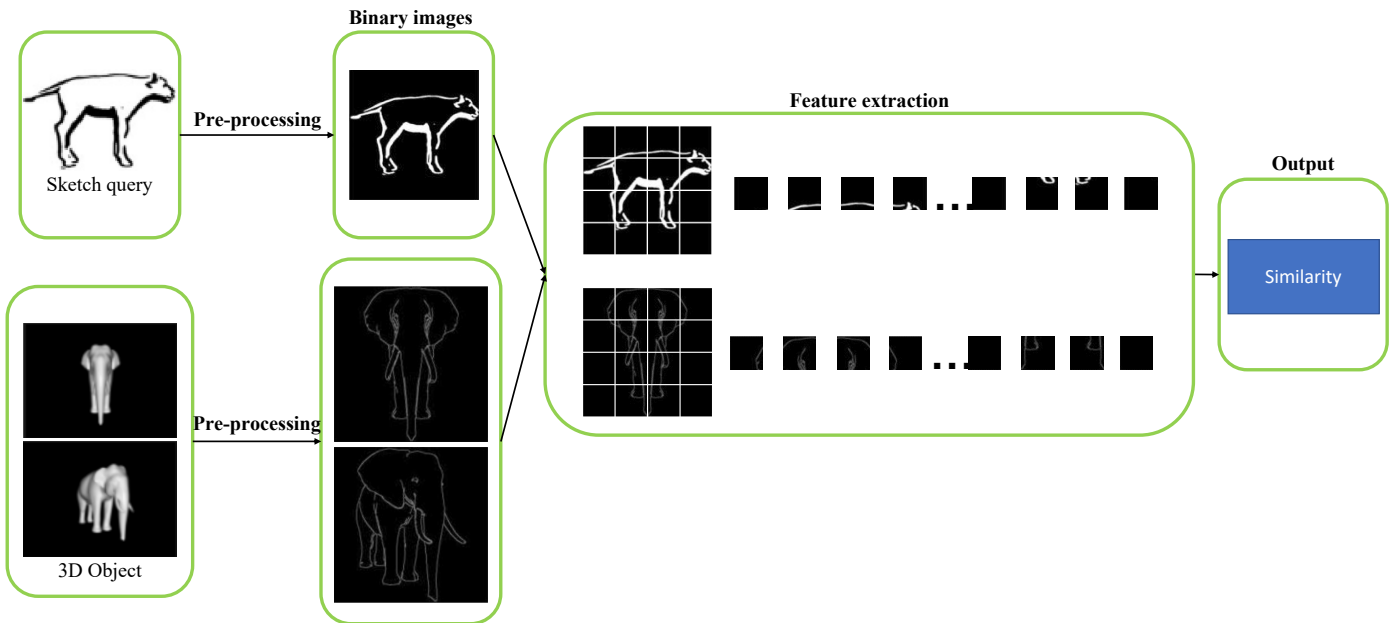 Binary images
Pre-processing
Sketch query
Feature extraction
...
Output
Similarity
...
Pre-processing
3D Object